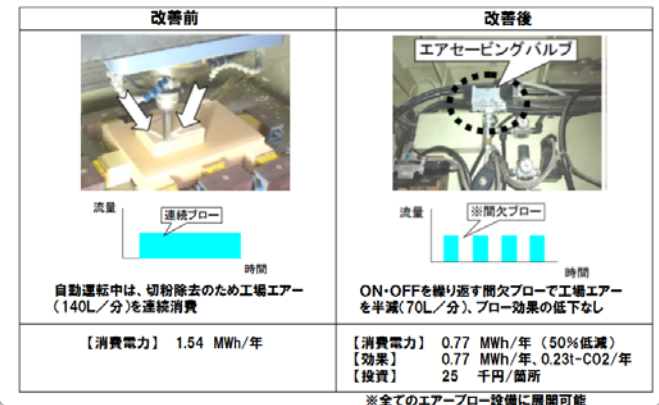 改善前
改善後
エアセービングバルブ
流量
連続ブロー
時間
流量
※間欠ブロー
時間
自動運転中は、切粉除去のため工場エアー
（140L／分）を連続消費
ON・OFFを繰り返す間欠ブローで工場エアー
を半減（70L／分）、ブロー効果の低下なし
【消費電力】 1.54 MWh/年
【消費電力】 0.77 MWh/年 （50％低減）
【効果】 0.77 MWh/年、0.23t-CO2/年
【投資】 25 千円/箇所
※全てのエアーブロー設備に展開可能